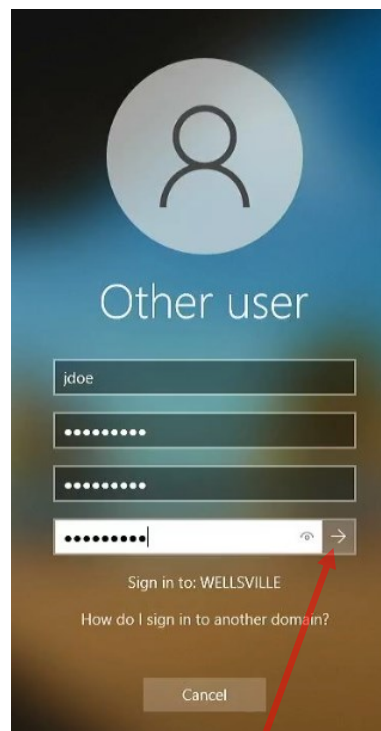 Other user
jdoe
•••••••••
•••••••••
•••••••••
Sign in to: WELLSVILLE
How do I sign in to another domain?
Cancel